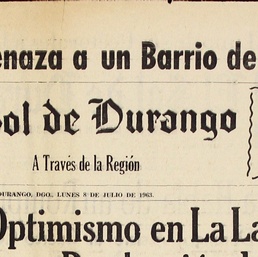 enaza a un Barrio de
ol de Durango
A Través de la Región
DURANGO, DGO., LUNES 8 DE JULIO DE 1963.
Optimismo en La La